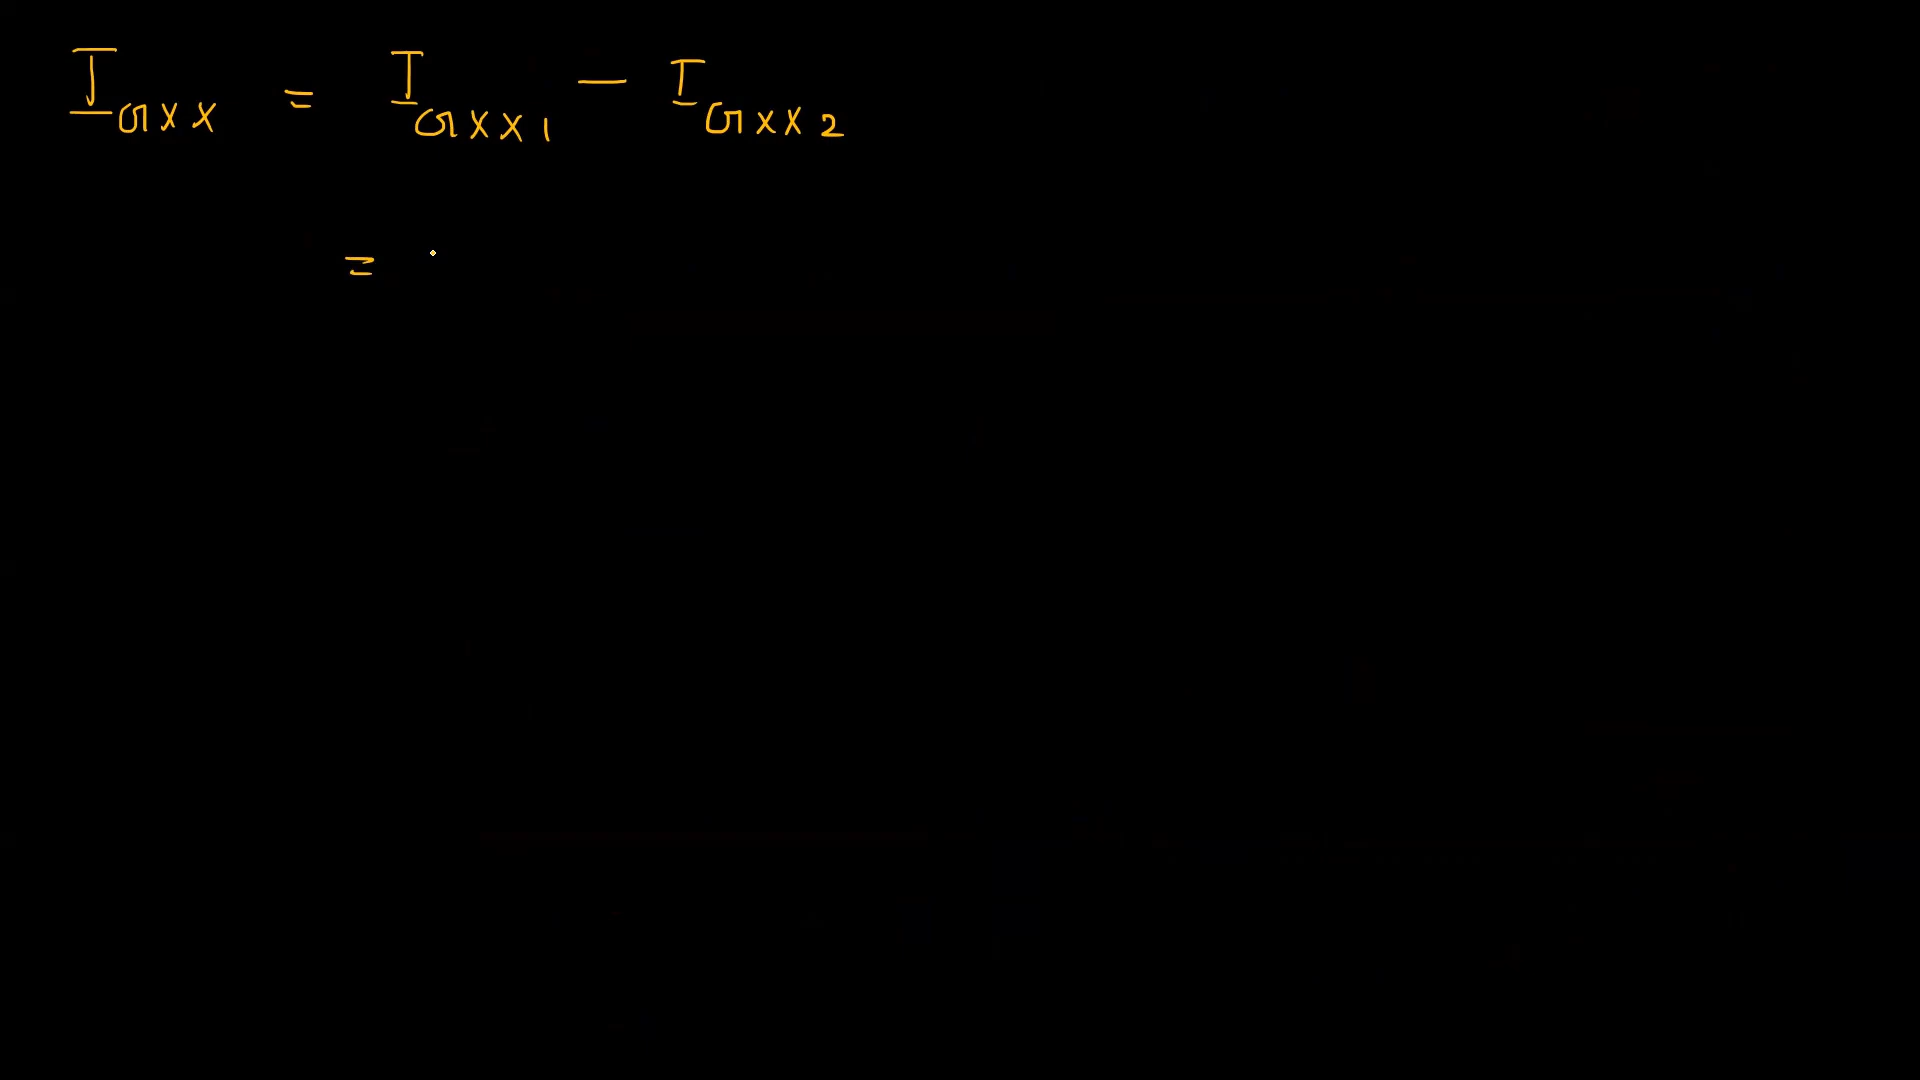 I_GXX = I_GXX1 - I_GXX2
=